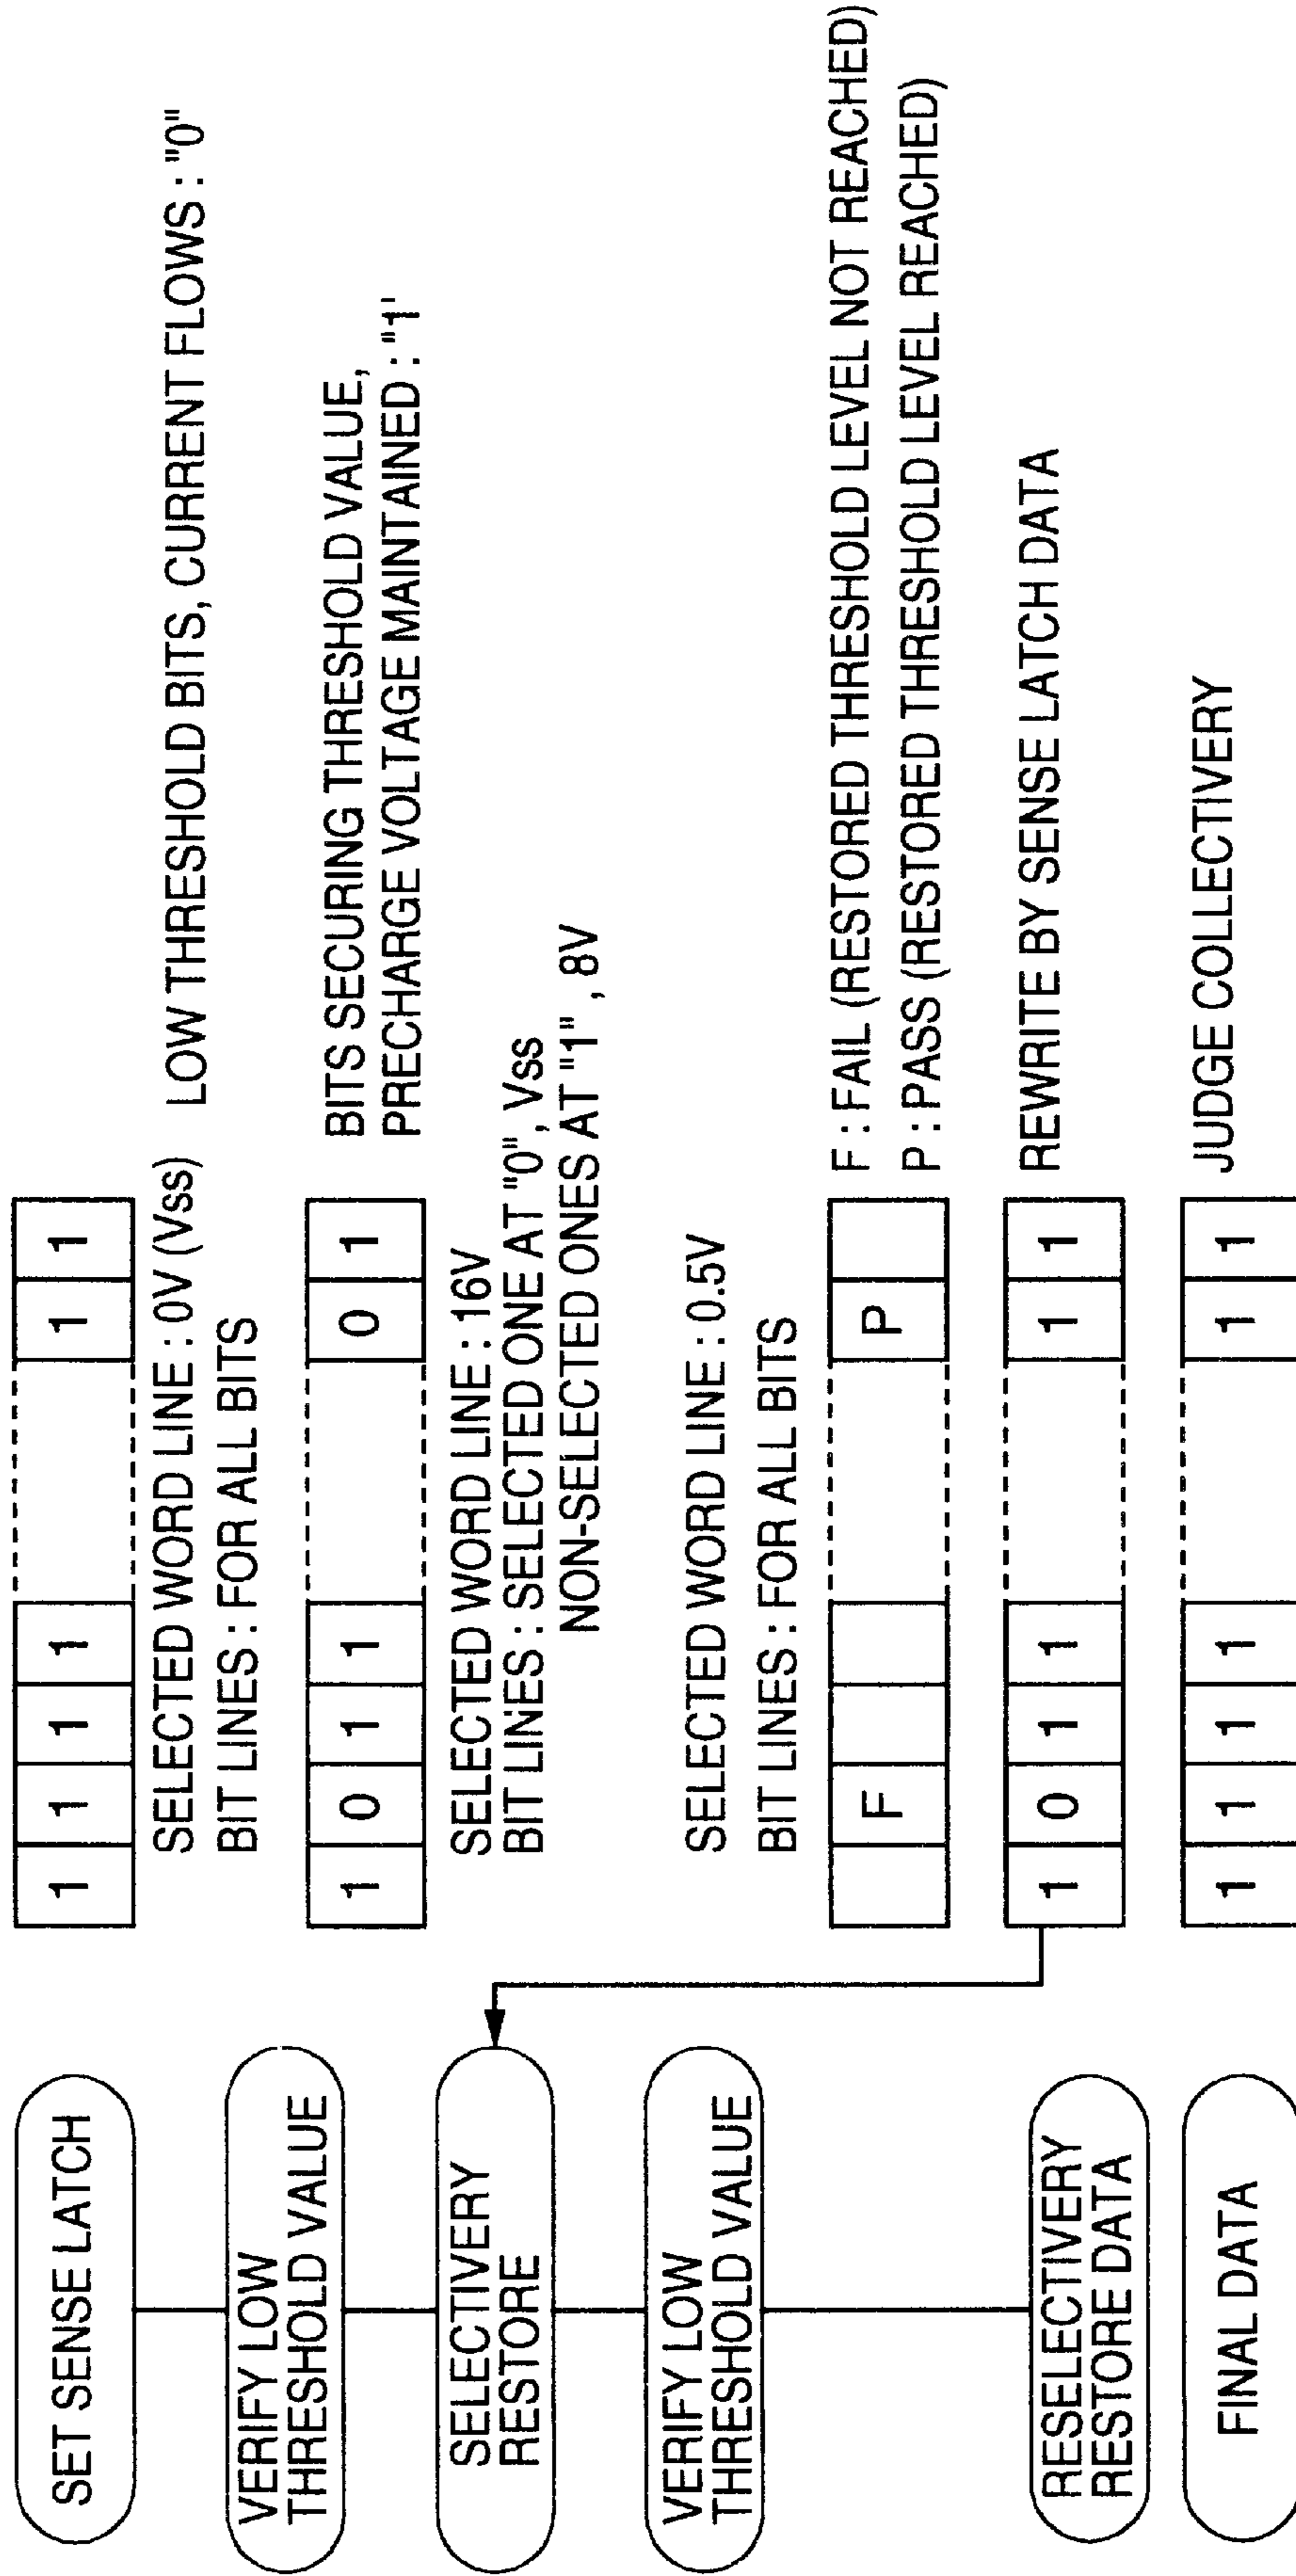 SET SENSE LATCH
1 1 1 1 1 1
SELECTED WORD LINE : 0V (Vss)
BIT LINES : FOR ALL BITS
LOW THRESHOLD BITS, CURRENT FLOWS : "0"
VERIFY LOW
THRESHOLD VALUE
1 0 1 1 0 1
BITS SECURING THRESHOLD VALUE,
PRECHARGE VOLTAGE MAINTAINED : "1'
SELECTIVERY
RESTORE
SELECTED WORD LINE : 16V
BIT LINES : SELECTED ONE AT "0", Vss
NON-SELECTED ONES AT "1" , 8V
VERIFY LOW
THRESHOLD VALUE
SELECTED WORD LINE : 0.5V
BIT LINES : FOR ALL BITS
F P
F : FAIL (RESTORED THRESHOLD LEVEL NOT REACHED)
P : PASS (RESTORED THRESHOLD LEVEL REACHED)
RESELECTIVERY
RESTORE DATA
1 0 1 1 1 1
REWRITE BY SENSE LATCH DATA
FINAL DATA
1 1 1 1 1 1
JUDGE COLLECTIVERY